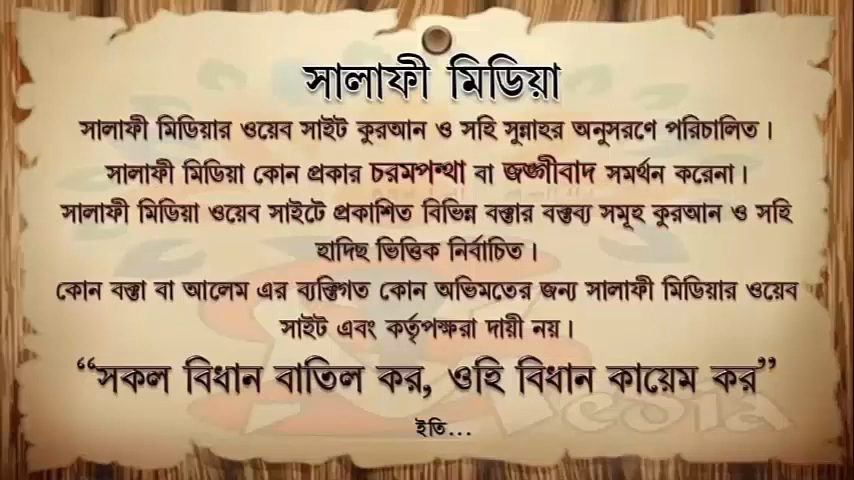 সালাফী মিডিয়া
সালাফী মিডিয়ার ওয়েব সাইট কুরআন ও সহি সুন্নাহর অনুসরণে পরিচালিত।
সালাফী মিডিয়া কোন প্রকার চরমপন্থা বা জঙ্গীবাদ সমর্থন করেনা।
সালাফী মিডিয়া ওয়েব সাইটে প্রকাশিত বিভিন্ন বক্তার বক্তব্য সমূহ কুরআন ও সহি
হাদিছ ভিত্তিক নির্বাচিত।
কোন বক্তা বা আলেম এর ব্যক্তিগত কোন অভিমতের জন্য সালাফী মিডিয়ার ওয়েব
সাইট এবং কর্তৃপক্ষরা দায়ী নয়।
“সকল বিধান বাতিল কর, ওহি বিধান কায়েম কর”
ইতি...